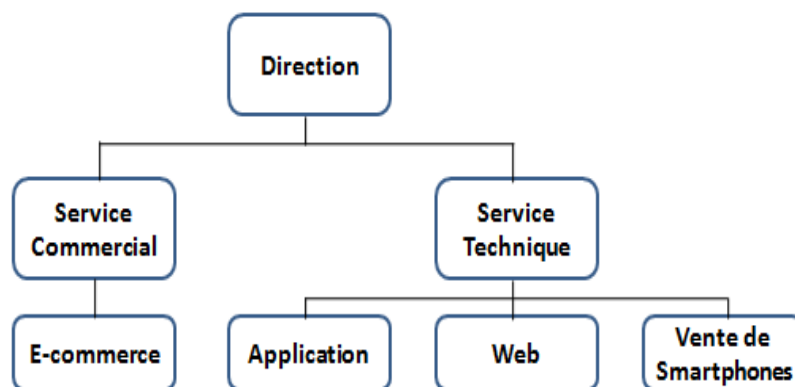 Direction
Service
Commercial
Service
Technique
E-commerce
Application
Web
Vente de
Smartphones